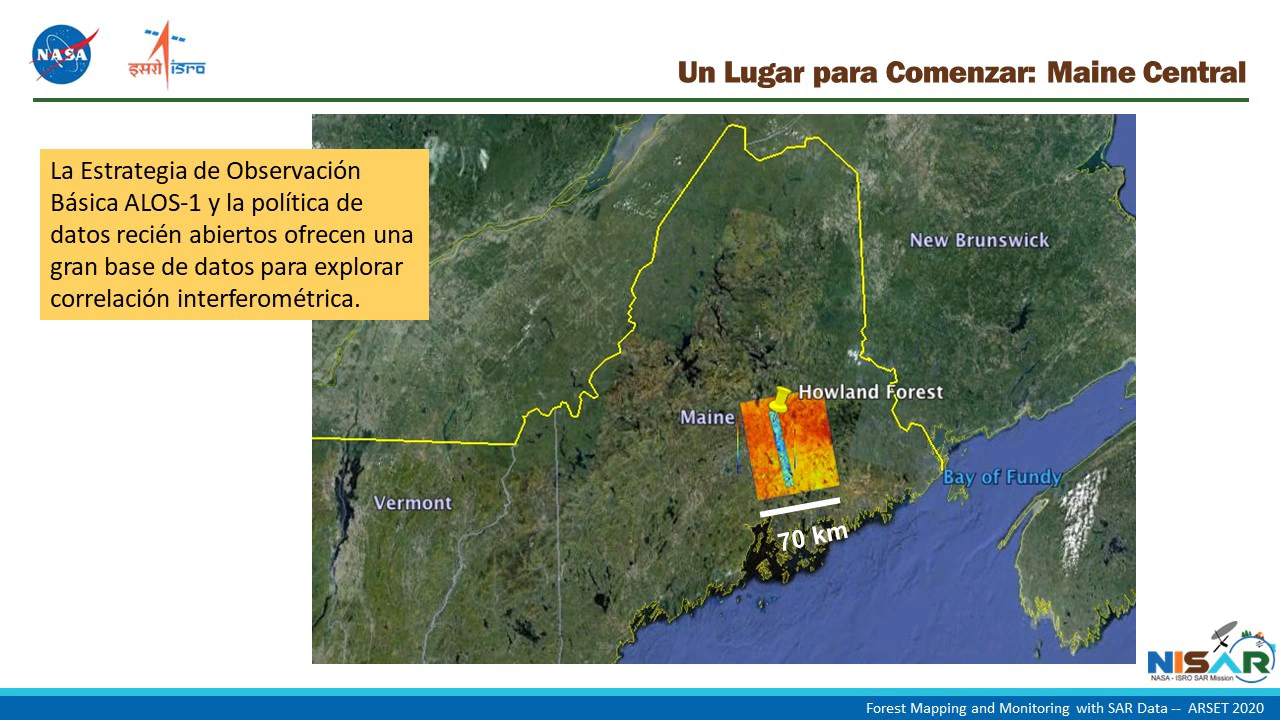 NASA
इसरो isro
Un Lugar para Comenzar: Maine Central
La Estrategia de Observación
Básica ALOS-1 y la política de
datos recién abiertos ofrecen una
gran base de datos para explorar
correlación interferométrica.
New Brunswick
Howland Forest
Maine
Bay of Fundy
Vermont
70 km
NISAR
NASA - ISRO SAR Mission
Forest Mapping and Monitoring with SAR Data -- ARSET 2020